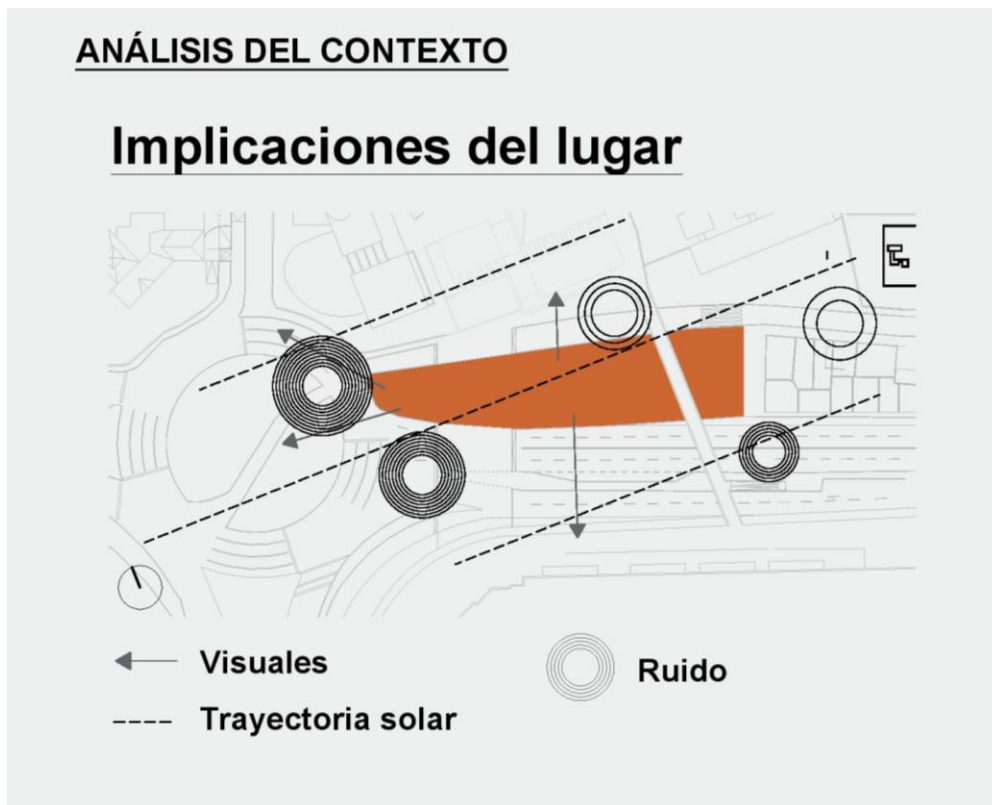 ANÁLISIS DEL CONTEXTO
Implicaciones del lugar
Visuales
Ruido
Trayectoria solar